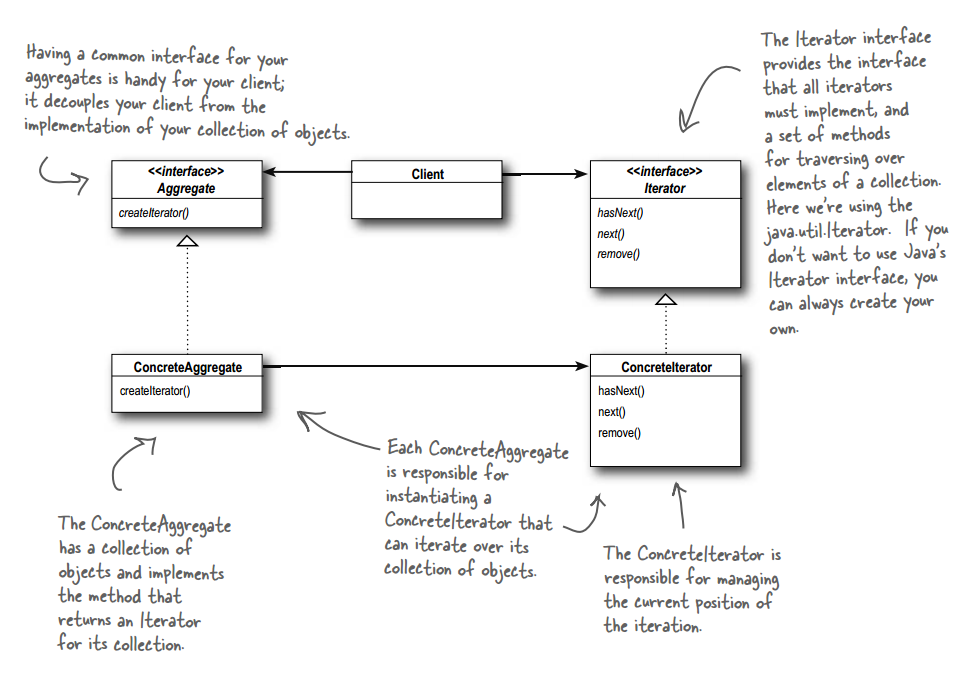 Having a common interface for your
aggregates is handy for your client;
it decouples your client from the
implementation of your collection of objects.
The Iterator interface
provides the interface
that all iterators
must implement, and
a set of methods
for traversing over
elements of a collection.
Here we're using the
java.util.Iterator. If you
don't want to use Java's
Iterator interface, you
can always create your
own.
<<interface>>
Aggregate
createIterator()
Client
<<interface>>
Iterator
hasNext()
next()
remove()
ConcreteAggregate
createIterator()
ConcreteIterator
hasNext()
next()
remove()
The ConcreteAggregate
has a collection of
objects and implements
the method that
returns an Iterator
for its collection.
Each ConcreteAggregate
is responsible for
instantiating a
ConcreteIterator that
can iterate over its
collection of objects.
The ConcreteIterator is
responsible for managing
the current position of
the iteration.